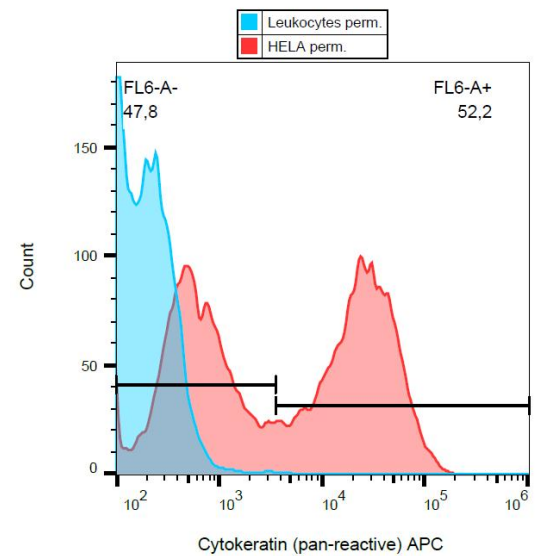 Leukocytes perm.
HELA perm.
FL6-A-
47,8
FL6-A+
52,2
150
100
50
0
Count
10^2
10^3
10^4
10^5
10^6
Cytokeratin (pan-reactive) APC